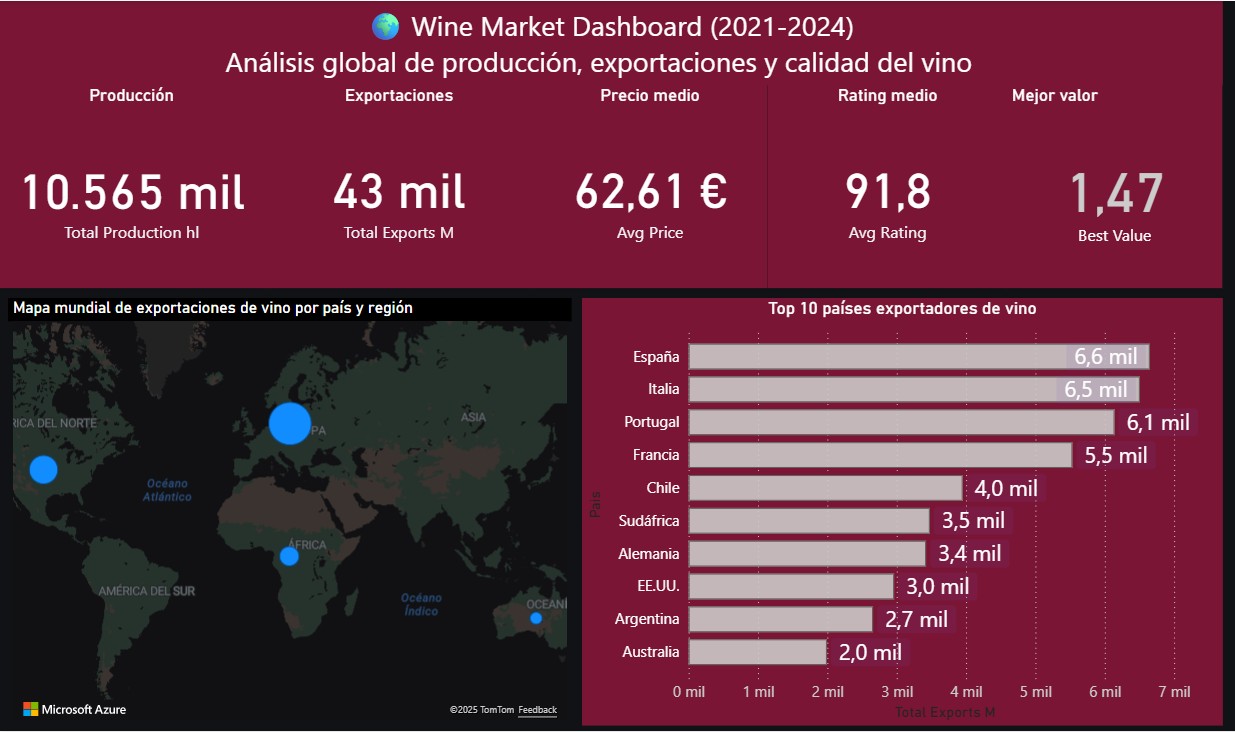 Wine Market Dashboard (2021-2024)
Análisis global de producción, exportaciones y calidad del vino
Producción
Exportaciones
Precio medio
Rating medio
Mejor valor
10.565 mil
43 mil
62,61 €
91,8
1,47
Total Production hl
Total Exports M
Avg Price
Avg Rating
Best Value
Mapa mundial de exportaciones de vino por país y región
RICA DEL NORTE
PA
ASIA
Océano
Atlántico
ÁFRICA
AMÉRICA DEL SUR
Océano
Índico
OCEANÍ
Microsoft Azure
©2025 TomTom Feedback
Top 10 países exportadores de vino
País
España 6,6 mil
Italia 6,5 mil
Portugal 6,1 mil
Francia 5,5 mil
Chile 4,0 mil
Sudáfrica 3,5 mil
Alemania 3,4 mil
EE.UU. 3,0 mil
Argentina 2,7 mil
Australia 2,0 mil
0 mil 1 mil 2 mil 3 mil 4 mil 5 mil 6 mil 7 mil
Total Exports M